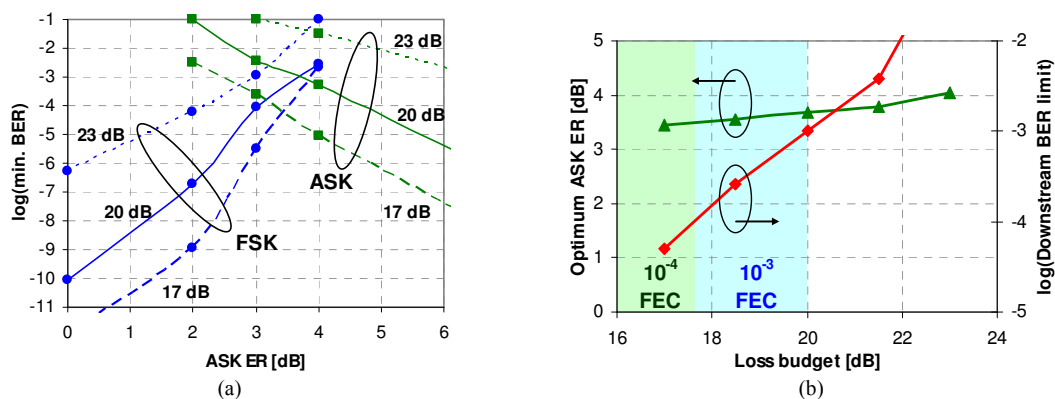 log(min. BER)
-1
-2
-3
-4
-5
-6
-7
-8
-9
-10
-11
0
1
2
3
4
5
6
ASK ER [dB]
23 dB
20 dB
17 dB
FSK
23 dB
20 dB
17 dB
ASK
(a)
Optimum ASK ER [dB]
5
4
3
2
1
0
16
18
20
22
24
Loss budget [dB]
-2
-3
-4
-5
log(Downstream BER limit)
10-4
FEC
10-3
FEC
(b)